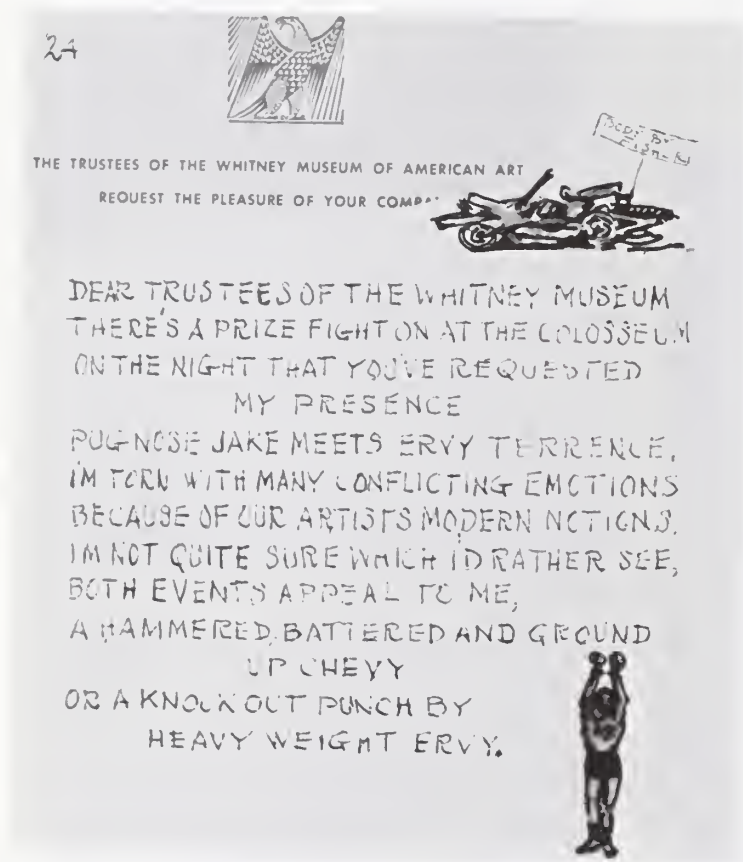 24
THE TRUSTEES OF THE WHITNEY MUSEUM OF AMERICAN ART
REQUEST THE PLEASURE OF YOUR
BODY BY
DEAR TRUSTEES OF THE WHITNEY MUSEUM
THERE'S A PRIZE FIGHT ON AT THE COLOSSEUM
ON THE NIGHT THAT YOU'VE REQUESTED
MY PRESENCE
PUG-NOSE JAKE MEETS ERVY TERRENCE,
I'M TORN WITH MANY CONFLICTING EMOTIONS
BECAUSE OF OUR ARTISTS MODERN NOTIONS.
I'M NOT QUITE SURE WHICH I'D RATHER SEE,
BOTH EVENTS APPEAL TO ME,
A HAMMERED, BATTERED AND GROUND
UP CHEVY
OR A KNOCKOUT PUNCH BY
HEAVY WEIGHT ERVY.